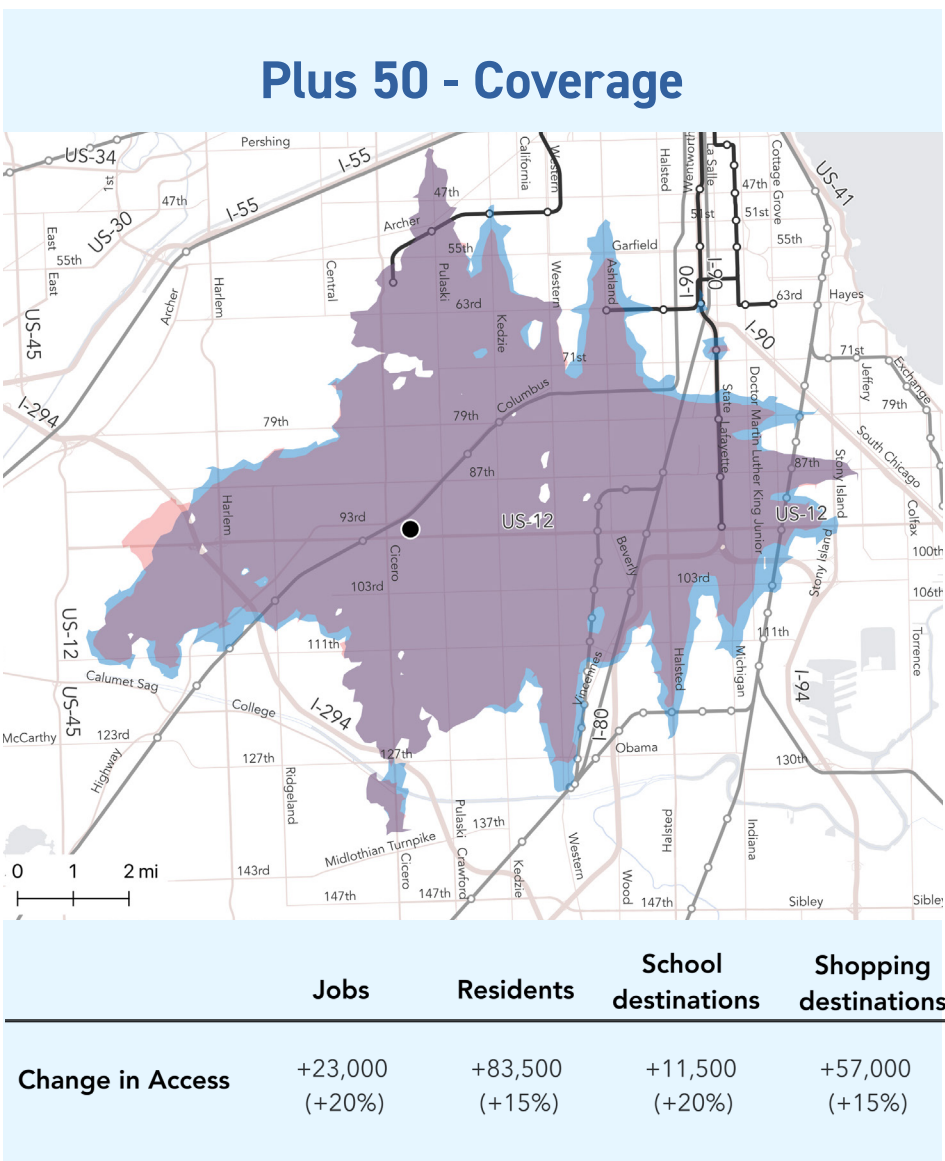 Plus 50 - Coverage
Pershing
US-34
I-55
California
Western
Halsted
Wentworth
La Salle
Cottage Grove
US-41
1st
47th
I-55
47th
47th
US-30
Archer
51st
51st
East
55th
East
55th
Garfield
55th
Central
Pulaski
Western
Ashland
I-90
I-90
Harlem
Archer
63rd
63rd
Hayes
US-45
Kedzie
I-90
71st
71st
Jeffery
Exchange
I-294
79th
79th
Columbus
State
Lafayette
Doctor Martin Luther King Junior
79th
South Chicago
87th
87th
Stony Island
Harlem
93rd
US-12
US-12
Colfax
Cicero
Beverly
100th
103rd
103rd
Stony Island
106th
US-12
111th
111th
Torrence
Calumet Sag
Vincennes
Halsted
Michigan
I-94
US-45
College
I-294
I-80
McCarthy
123rd
127th
127th
Obama
130th
Highway
Ridgeland
Pulaski
137th
Halsted
Indiana
Midlothian Turnpike
Crawford
Kedzie
Western
Cicero
Wood
0 1 2 mi
143rd
147th
147th
147th
Sibley
Sibley
Jobs
Residents
School
destinations
Shopping
destinations
Change in Access
+23,000
+83,500
+11,500
+57,000
(+20%)
(+15%)
(+20%)
(+15%)